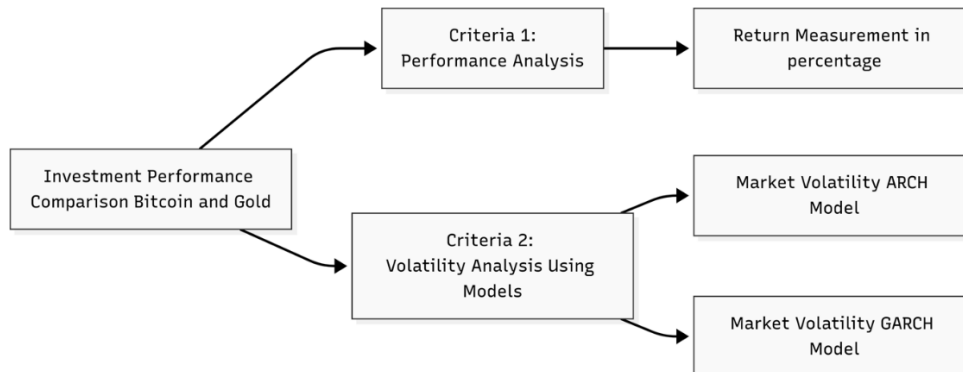 Criteria 1:
Performance Analysis
Return Measurement in
percentage
Investment Performance
Comparison Bitcoin and Gold
Criteria 2:
Volatility Analysis Using
Models
Market Volatility ARCH
Model
Market Volatility GARCH
Model